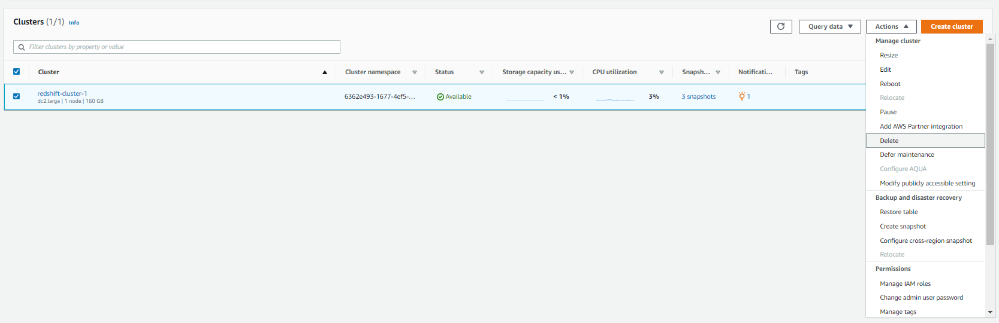 Clusters (1/1) Info
Query data Actions Create cluster
Filter clusters by property or value
Cluster Cluster namespace Status Storage capacity us... CPU utilization Snapsh... Notificati... Tags
redshift-cluster-1
dc2.large | 1 node | 160 GB
6362e493-1677-4ef5-... Available < 1% 3% 3 snapshots 1
Manage cluster
Resize
Edit
Reboot
Relocate
Pause
Add AWS Partner integration
Delete
Defer maintenance
Configure AQUA
Modify publicly accessible setting
Backup and disaster recovery
Restore table
Create snapshot
Configure cross-region snapshot
Relocate
Permissions
Manage IAM roles
Change admin user password
Manage tags